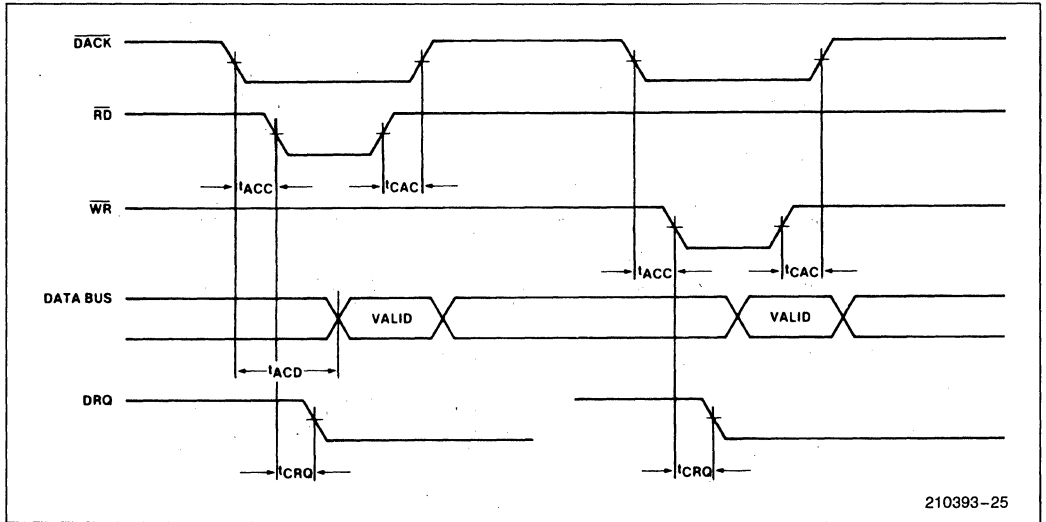 DACK
RD
tACC
tCAC
WR
tACC
tCAC
DATA BUS
VALID
VALID
tACD
DRQ
tCRQ
tCRQ
210393-25